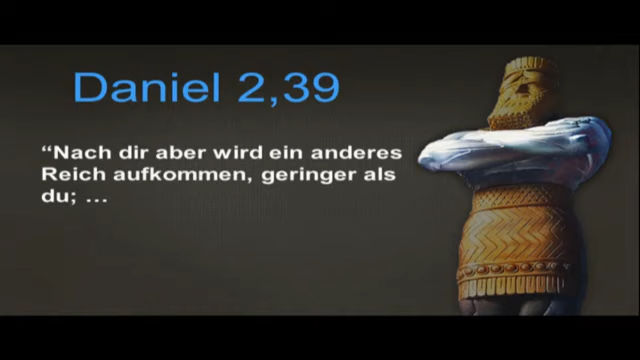 Daniel 2,39
“Nach dir aber wird ein anderes
Reich aufkommen, geringer als
du; ...